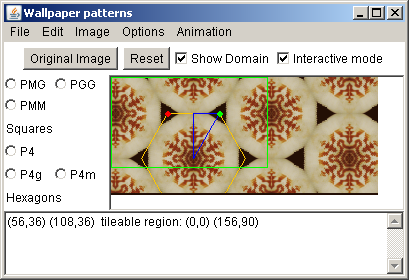 Wallpaper patterns
File Edit Image Options Animation
Original Image Reset Show Domain Interactive mode
PMG PGG
PMM
Squares
P4
P4g P4m
Hexagons
(56,36) (108,36) tileable region: (0,0) (156,90)